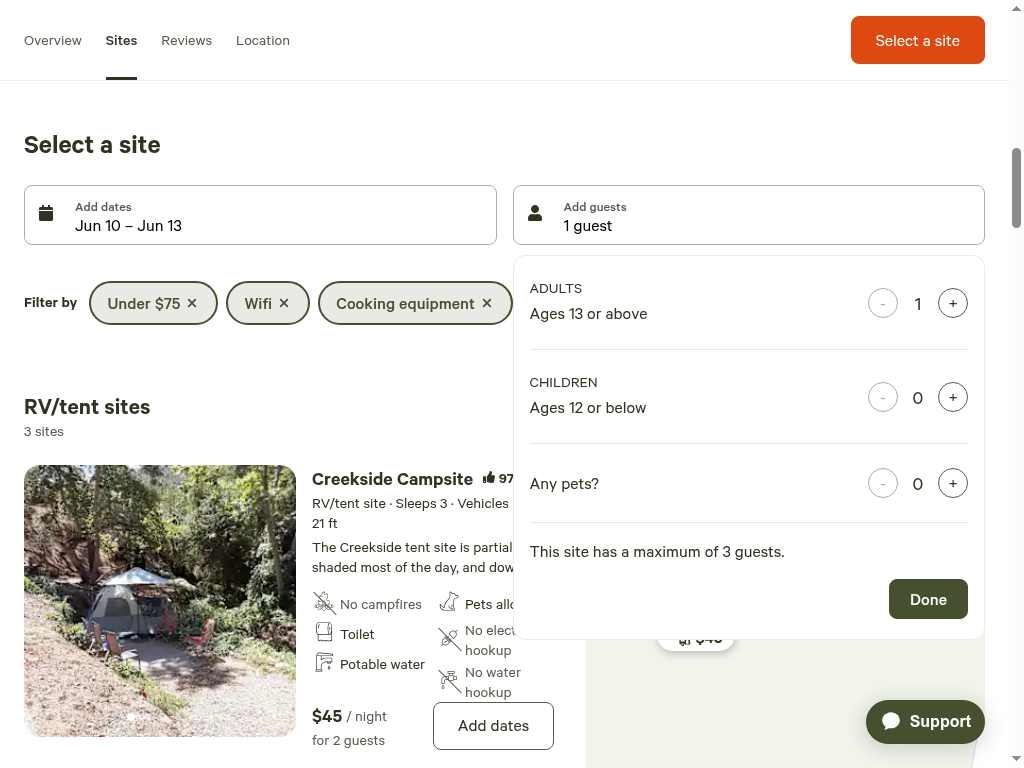 Overview
Sites
Reviews
Location
Select a site
Select a site
Add dates
Jun 10 – Jun 13
Add guests
1 guest
Filter by
Under $75 ✕
Wifi ✕
Cooking equipment ✕
ADULTS
Ages 13 or above
- 1 +
CHILDREN
Ages 12 or below
- 0 +
Any pets?
- 0 +
This site has a maximum of 3 guests.
Done
RV/tent sites
3 sites
Creekside Campsite 97
RV/tent site · Sleeps 3 · Vehicles
21 ft
The Creekside tent site is partial
shaded most of the day, and dow
No campfires
Toilet
Potable water
Pets allo
No elect
hookup
No water
hookup
$45 / night
for 2 guests
Add dates
$45
Support